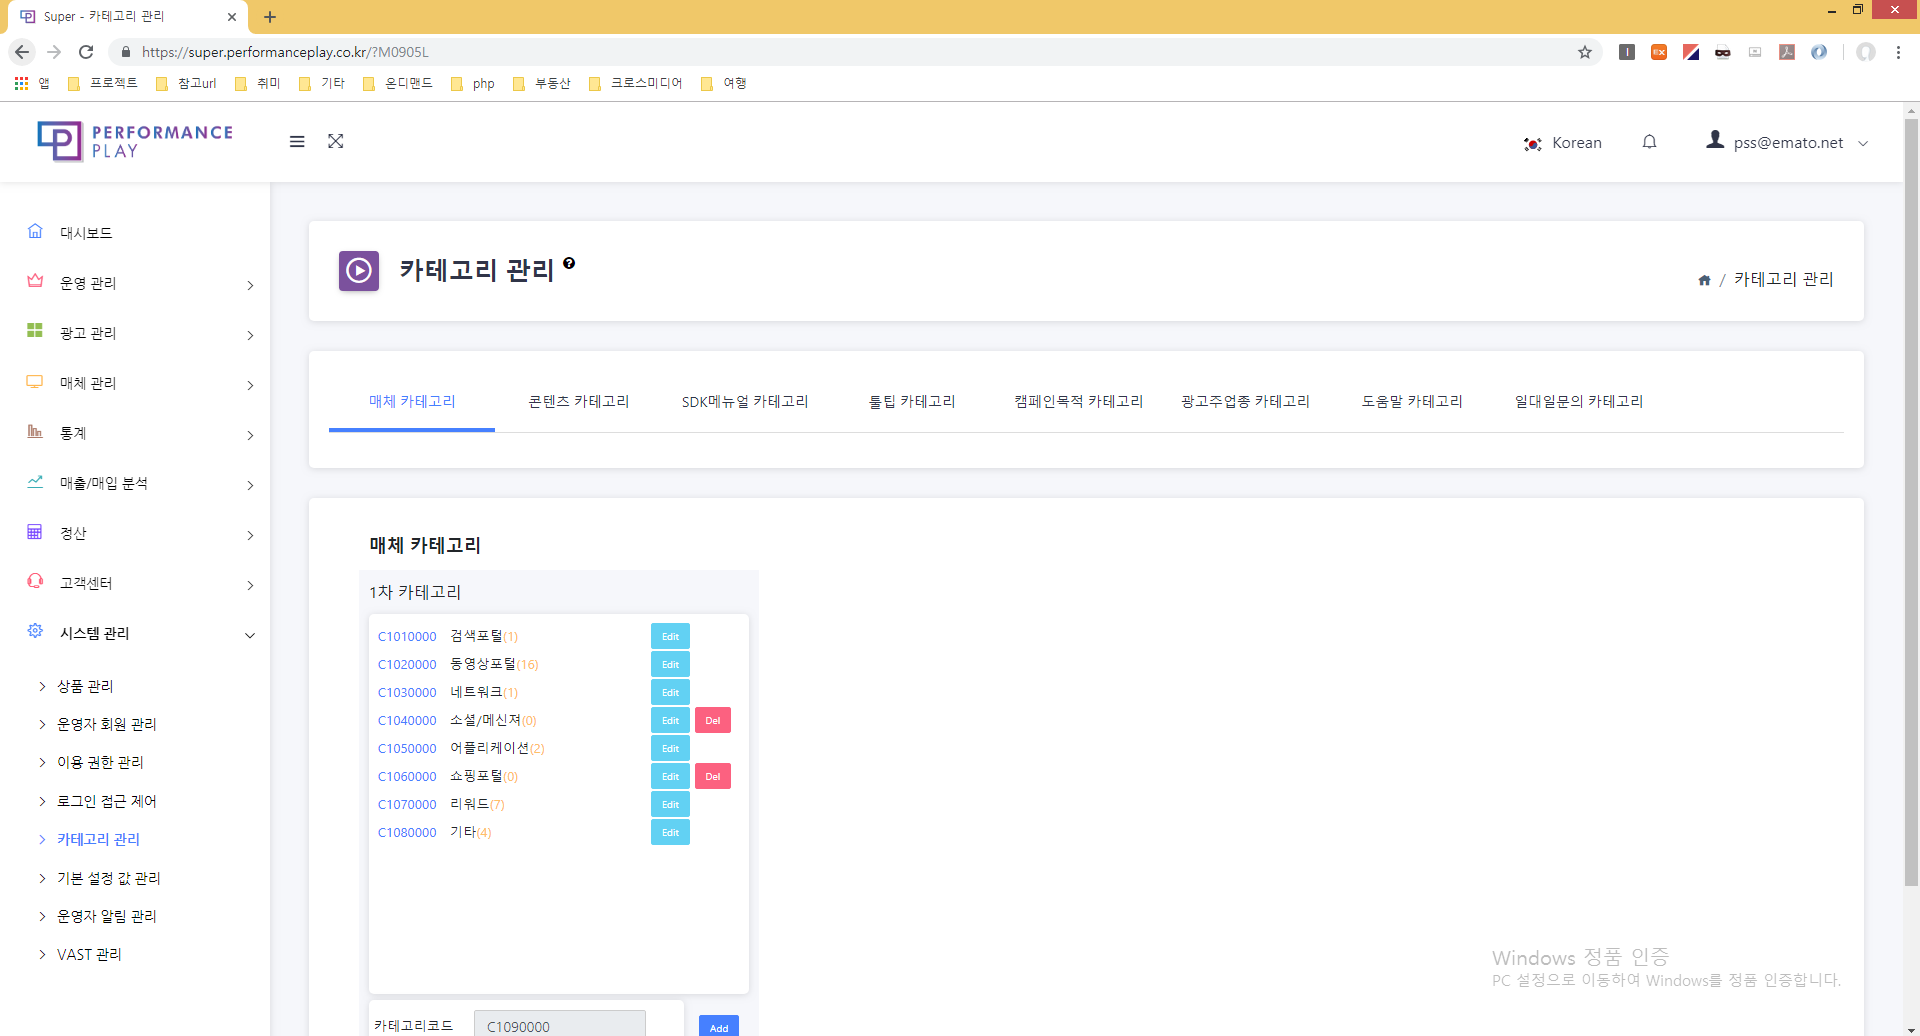 Super - 카테고리 관리
https://super.performanceplay.co.kr/?M0905L
앱 프로젝트 참고url 취미 기타 온디맨드 php 부동산 크로스미디어 여행
PERFORMANCE
PLAY
Korean
pss@emato.net
대시보드
운영 관리
광고 관리
매체 관리
통계
매출/매입 분석
정산
고객센터
시스템 관리
상품 관리
운영자 회원 관리
이용 권한 관리
로그인 접근 제어
카테고리 관리
기본 설정 값 관리
운영자 알림 관리
VAST 관리
카테고리 관리
/ 카테고리 관리
매체 카테고리 콘텐츠 카테고리 SDK메뉴얼 카테고리 툴팁 카테고리 캠페인목적 카테고리 광고주업종 카테고리 도움말 카테고리 일대일문의 카테고리
매체 카테고리
1차 카테고리
C1010000 검색포털(1) Edit
C1020000 동영상포털(16) Edit
C1030000 네트워크(1) Edit
C1040000 소셜/메신져(0) Edit Del
C1050000 어플리케이션(2) Edit
C1060000 쇼핑포털(0) Edit Del
C1070000 리워드(7) Edit
C1080000 기타(4) Edit
카테고리코드 C1090000 Add
Windows 정품 인증
PC 설정으로 이동하여 Windows를 정품 인증합니다.